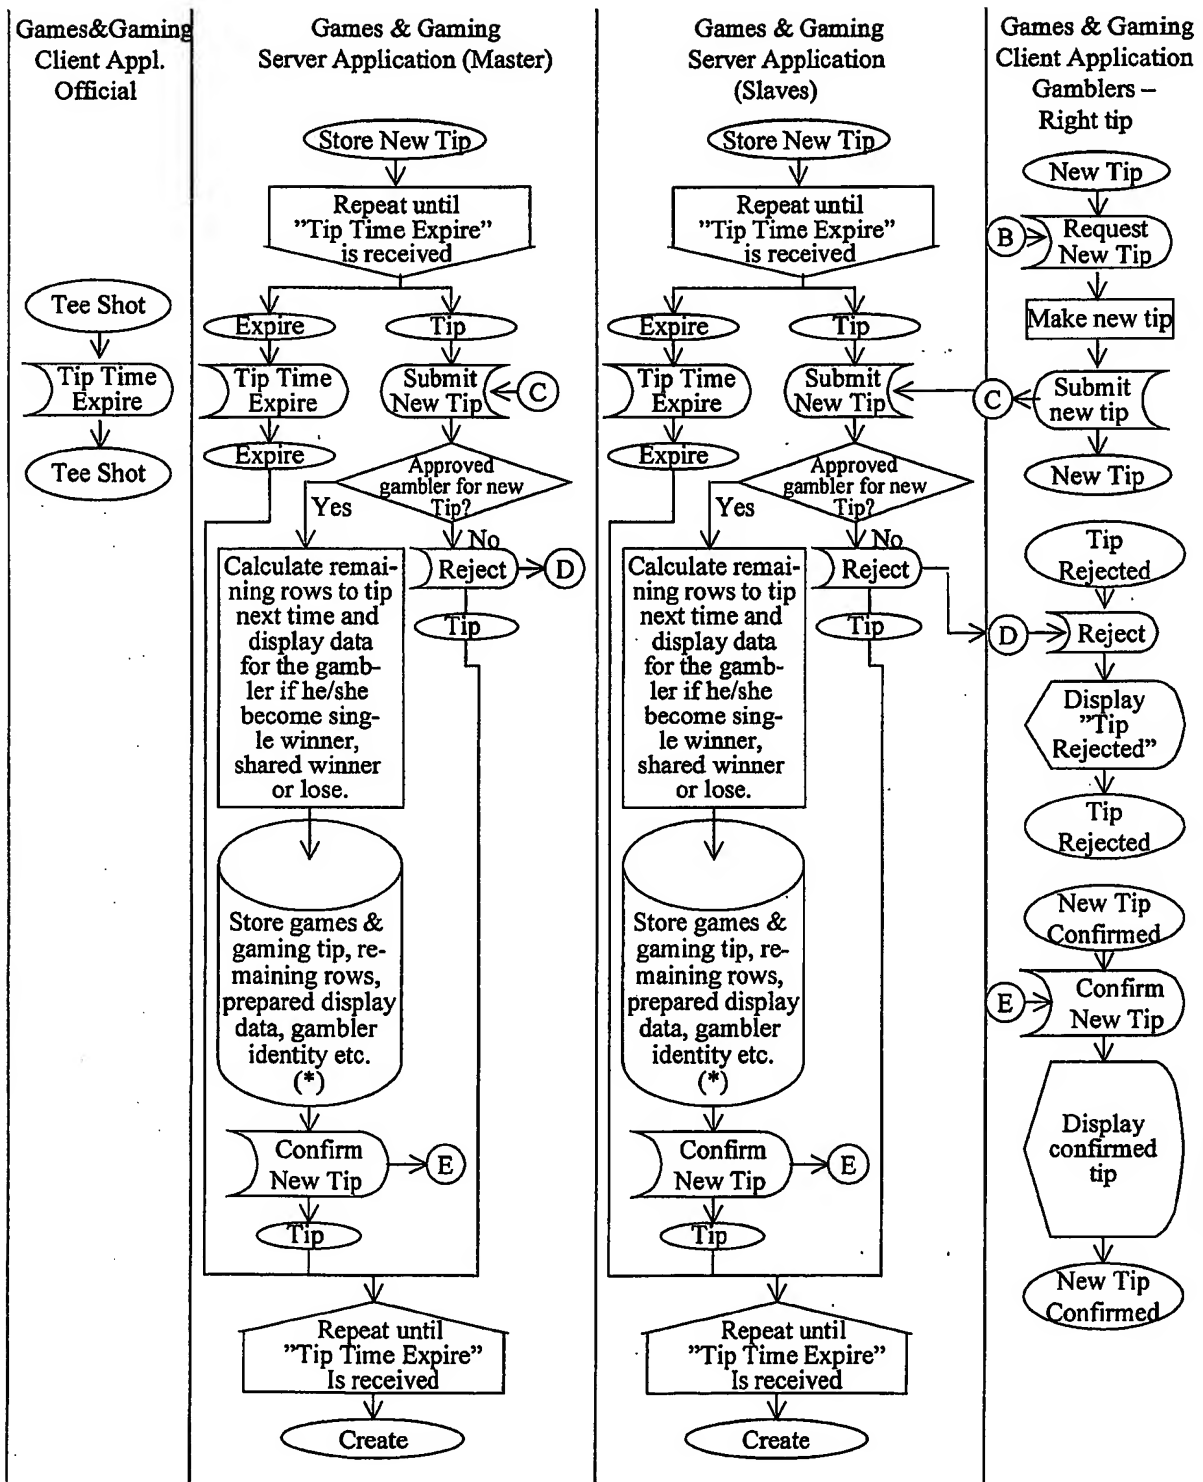 Games&Gaming
Client Appl.
Official
Tee Shot
Tip Time
Expire
Tee Shot
Games & Gaming
Server Application (Master)
Store New Tip
Repeat until
"Tip Time Expire"
is received
Expire
Tip
Tip Time
Expire
Submit
New Tip
C
Expire
Approved
gambler for new
Tip?
Yes
No
Reject
D
Tip
Calculate remai-
ning rows to tip
next time and
display data
for the gamb-
ler if he/she
become sing-
le winner,
shared winner
or lose.
Store games &
gaming tip, re-
maining rows,
prepared display
data, gambler
identity etc.
(*)
Confirm
New Tip
E
Tip
Repeat until
"Tip Time Expire"
Is received
Create
Games & Gaming
Server Application
(Slaves)
Store New Tip
Repeat until
"Tip Time Expire"
is received
Expire
Tip
Tip Time
Expire
Submit
New Tip
Expire
Approved
gambler for new
Tip?
Yes
No
Reject
Tip
Calculate remai-
ning rows to tip
next time and
display data
for the gamb-
ler if he/she
become sing-
le winner,
shared winner
or lose.
Store games &
gaming tip, re-
maining rows,
prepared display
data, gambler
identity etc.
(*)
Confirm
New Tip
E
Tip
Repeat until
"Tip Time Expire"
Is received
Create
Games & Gaming
Client Application
Gamblers –
Right tip
New Tip
B
Request
New Tip
Make new tip
C
Submit
new tip
New Tip
Tip
Rejected
D
Reject
Display
"Tip
Rejected"
Tip
Rejected
New Tip
Confirmed
E
Confirm
New Tip
Display
confirmed
tip
New Tip
Confirmed